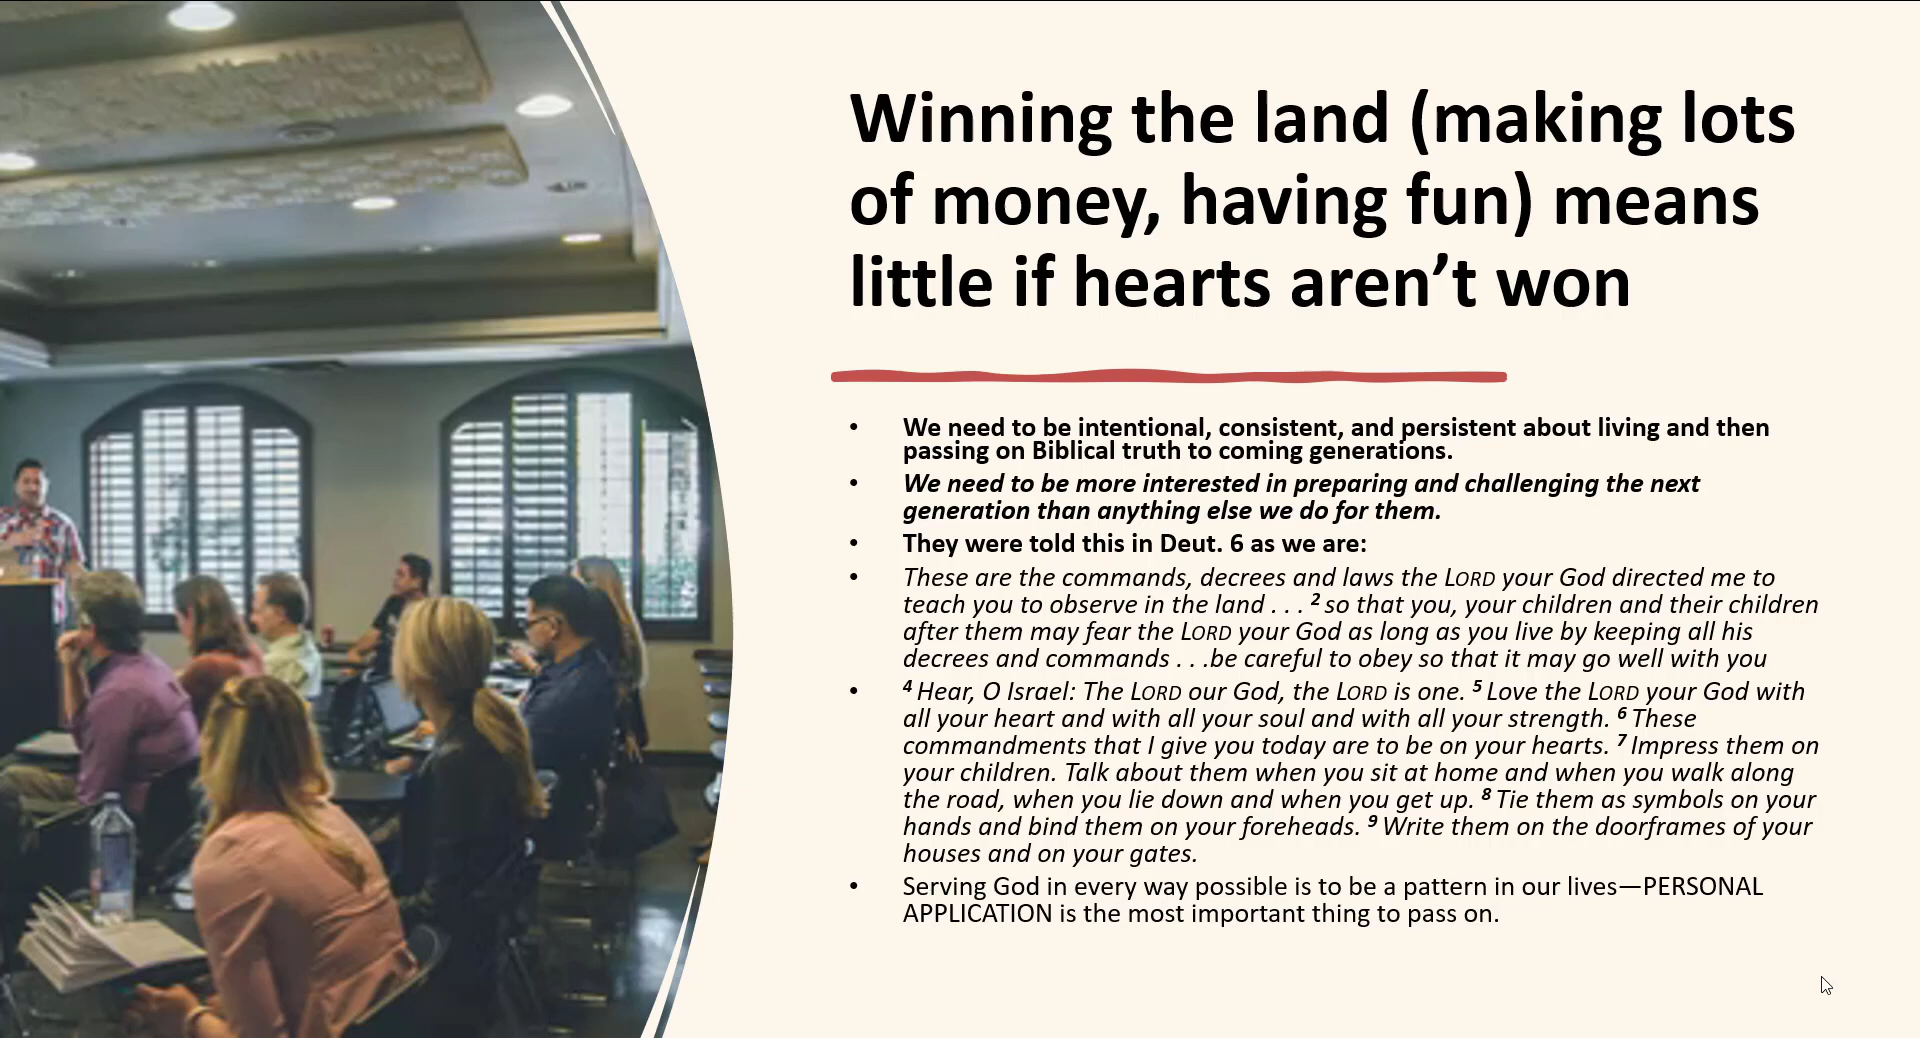 Winning the land (making lots
of money, having fun) means
little if hearts aren’t won
• We need to be intentional, consistent, and persistent about living and then
passing on Biblical truth to coming generations.
• We need to be more interested in preparing and challenging the next
generation than anything else we do for them.
• They were told this in Deut. 6 as we are:
• These are the commands, decrees and laws the LORD your God directed me to
teach you to observe in the land . . . 2 so that you, your children and their children
after them may fear the LORD your God as long as you live by keeping all his
decrees and commands . . .be careful to obey so that it may go well with you
• 4 Hear, O Israel: The LORD our God, the LORD is one. 5 Love the LORD your God with
all your heart and with all your soul and with all your strength. 6 These
commandments that I give you today are to be on your hearts. 7 Impress them on
your children. Talk about them when you sit at home and when you walk along
the road, when you lie down and when you get up. 8 Tie them as symbols on your
hands and bind them on your foreheads. 9 Write them on the doorframes of your
houses and on your gates.
• Serving God in every way possible is to be a pattern in our lives—PERSONAL
APPLICATION is the most important thing to pass on.